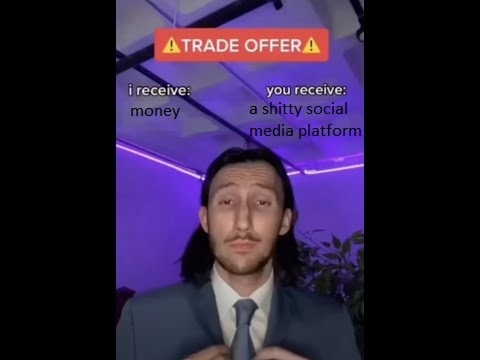 ⚠TRADE OFFER⚠
i receive:
money
you receive:
a shitty social
media platform